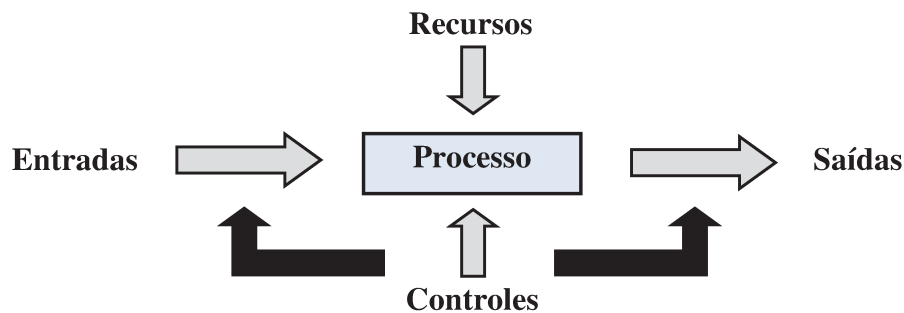 Recursos
Entradas
Processo
Saídas
Controles